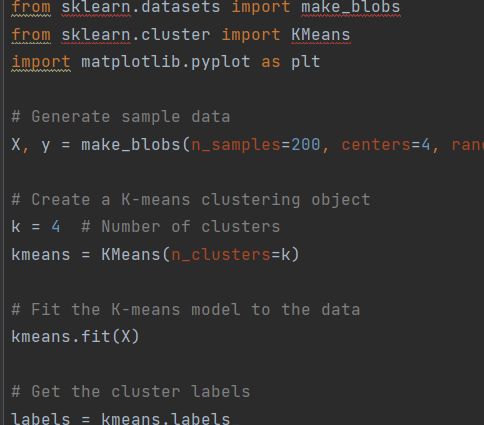 from sklearn.datasets import make_blobs
from sklearn.cluster import KMeans
import matplotlib.pyplot as plt
# Generate sample data
X, y = make_blobs(n_samples=200, centers=4, ran
# Create a K-means clustering object
k = 4  # Number of clusters
kmeans = KMeans(n_clusters=k)
# Fit the K-means model to the data
kmeans.fit(X)
# Get the cluster labels
labels = kmeans.labels